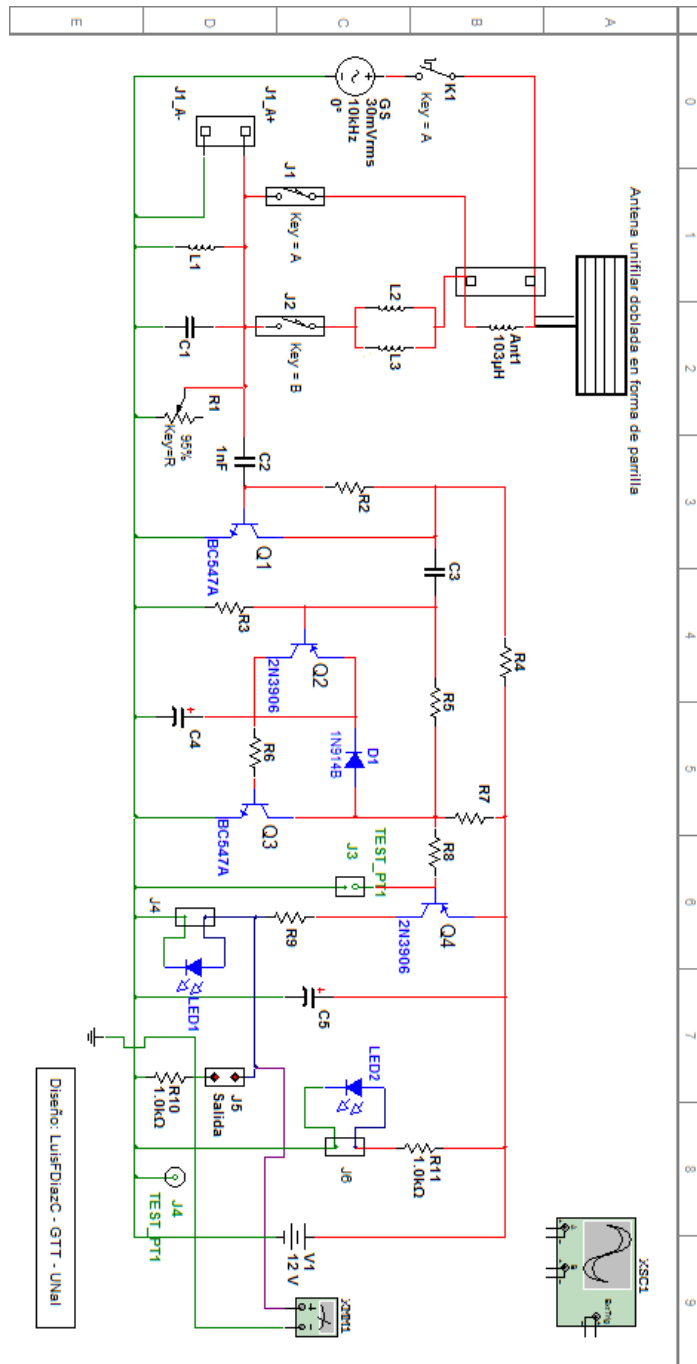 0 1 2 3 4 5 6 7 8 9
A
B
C
D
E
Antena unifilar doblada en forma de parrilla
XSC1
Ext Trig
A
B
K1
Key = A
GS
30mVrms
10kHz
0°
Ant1
103µH
L2
L3
J1
Key = A
J2
Key = B
J1_A+
J1_A-
L1
C1
R1
95%
Key=R
C2
1nF
R2
Q1
BC547A
C3
R3
R4
Q2
2N3906
R5
C4
R6
D1
1N914B
R7
Q3
BC547A
R8
TEST_PT1
J3
Q4
2N3906
R9
J4
LED1
C5
LED2
J6
R11
1.0kΩ
J5
Salida
R10
1.0kΩ
J4
TEST_PT1
V1
12 V
XMM1
Diseño: LuisFDiazC - GTT - UNal